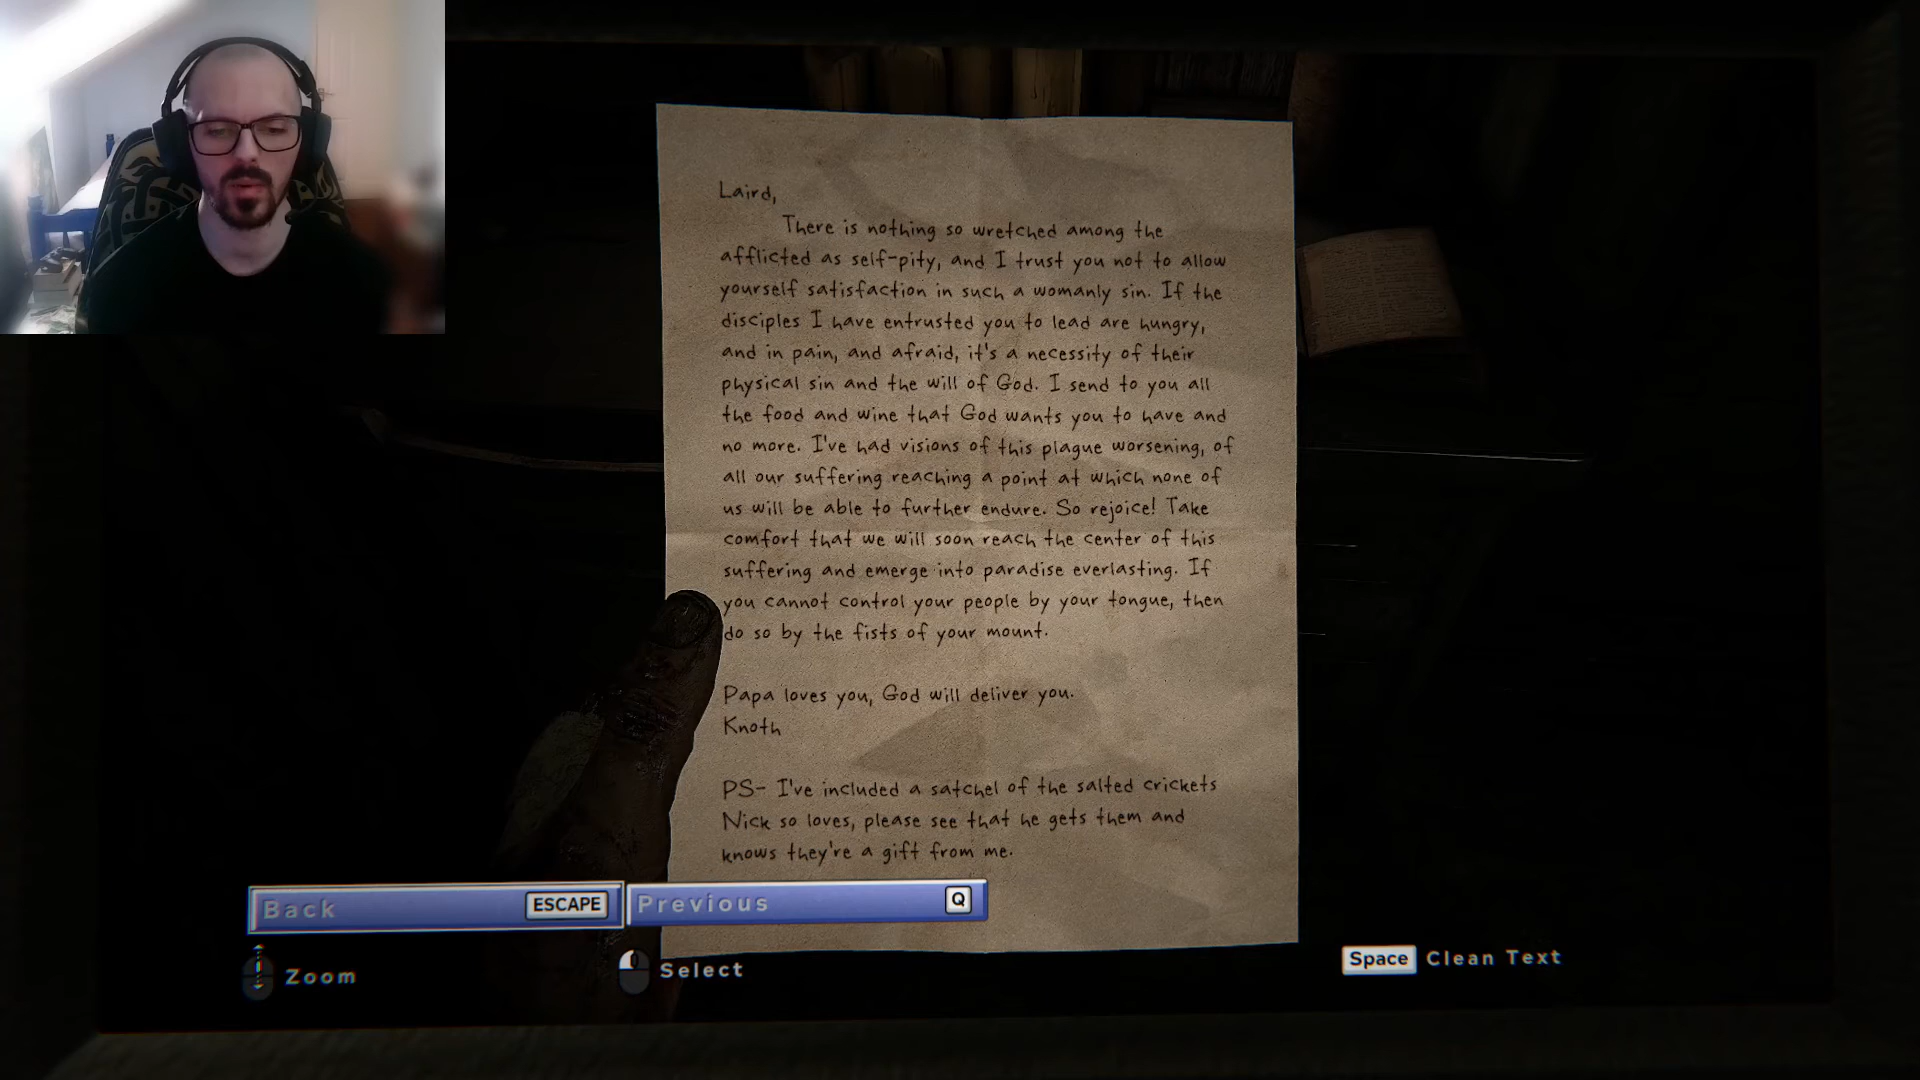 Laird,
There is nothing so wretched among the
afflicted as self-pity, and I trust you not to allow
yourself satisfaction in such a womanly sin. If the
disciples I have entrusted you to lead are hungry,
and in pain, and afraid, it's a necessity of their
physical sin and the will of God. I send to you all
the food and wine that God wants you to have and
no more. I've had visions of this plague worsening, of
all our suffering reaching a point at which none of
us will be able to further endure. So rejoice! Take
comfort that we will soon reach the center of this
suffering and emerge into paradise everlasting. If
you cannot control your people by your tongue, then
do so by the fists of your mount.
Papa loves you, God will deliver you.
Knoth
PS- I've included a satchel of the salted crickets
Nick so loves, please see that he gets them and
knows they're a gift from me.
Back ESCAPE Previous Q
Zoom Select Space Clean Text